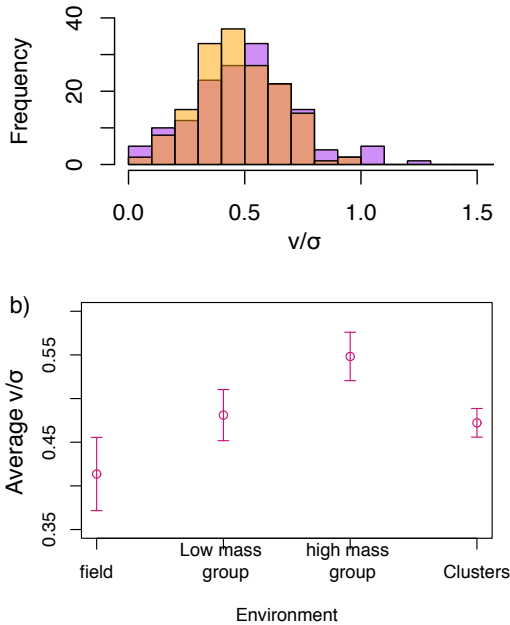 40
20
0
Frequency
0.0 0.5 1.0 1.5
v/σ
b)
0.55
0.45
0.35
Average v/σ
Low mass high mass
field group group Clusters
Environment